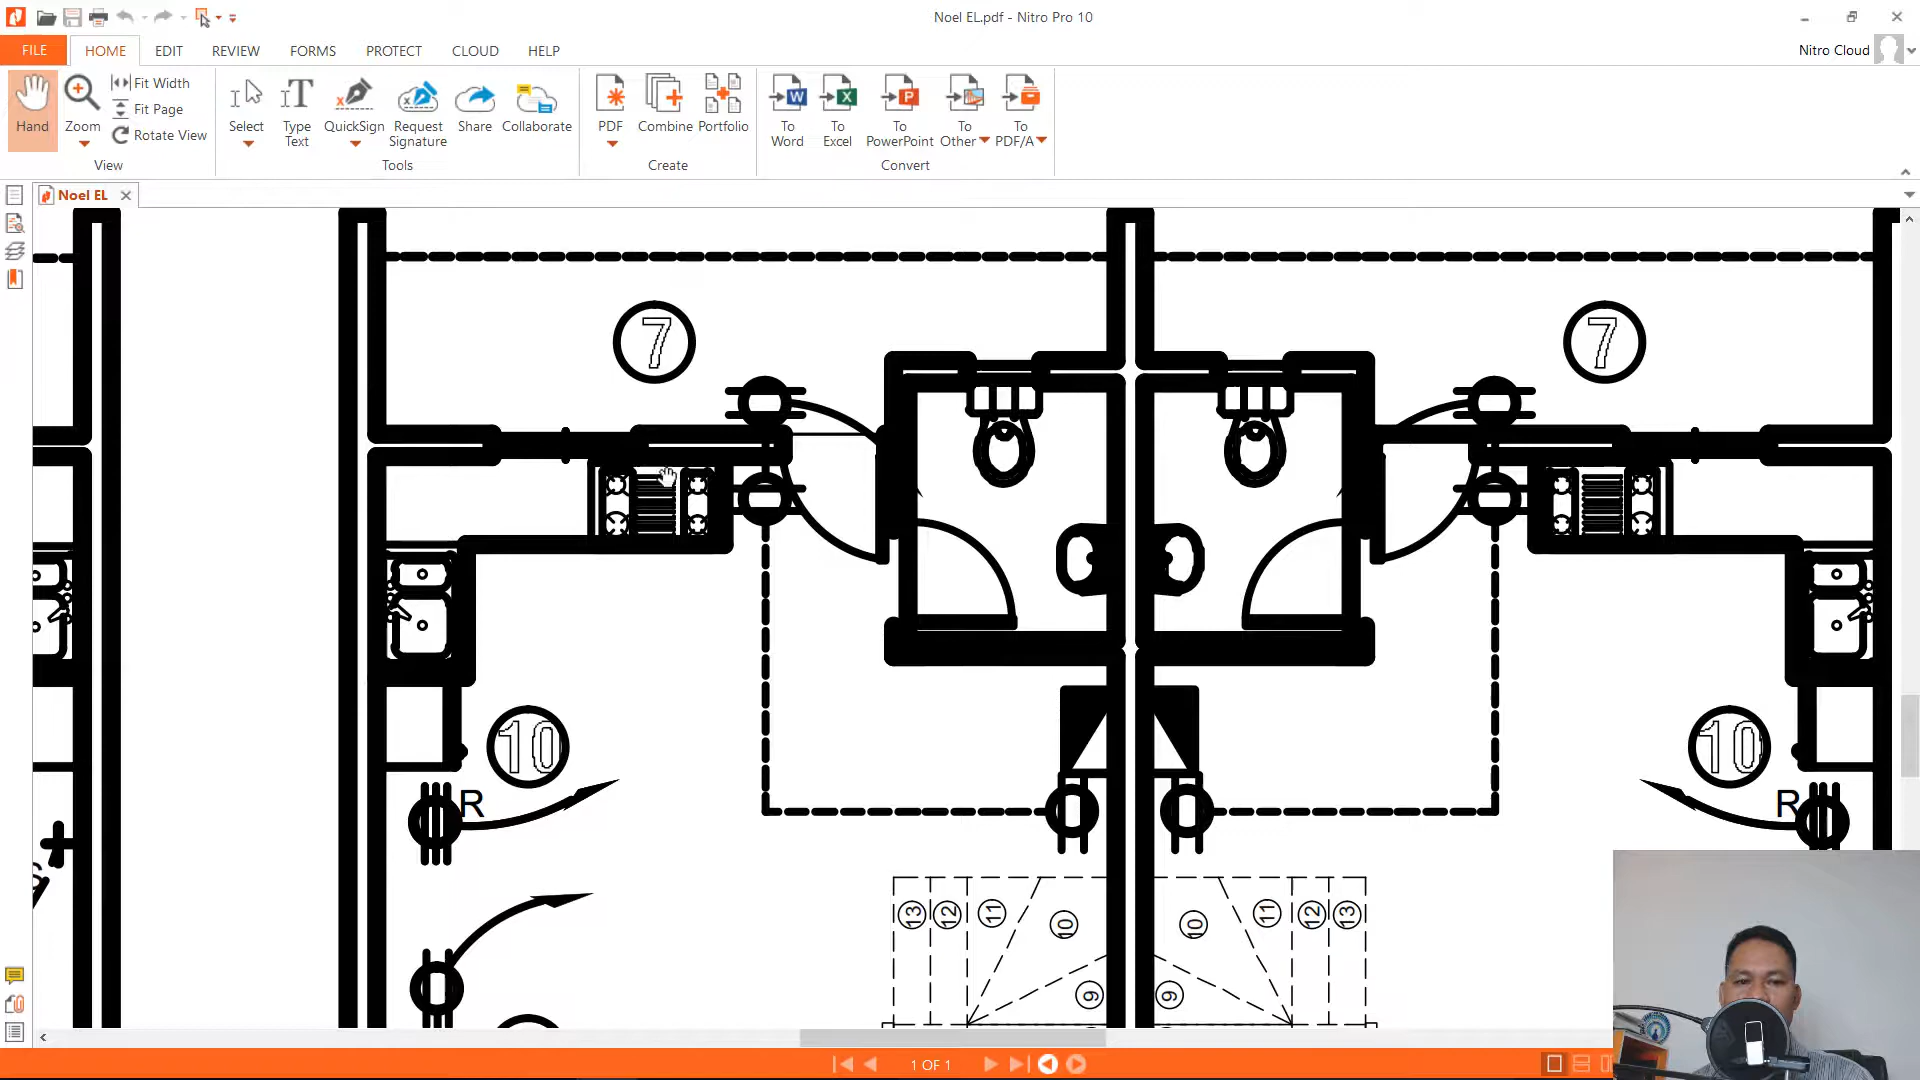 Noel EL.pdf - Nitro Pro 10
FILE
HOME
EDIT
REVIEW
FORMS
PROTECT
CLOUD
HELP
Nitro Cloud
Hand
Zoom
Fit Width
Fit Page
Rotate View
View
Select
Type
Text
QuickSign
Request
Signature
Share
Collaborate
Tools
PDF
Combine
Portfolio
Create
To
Word
To
Excel
To
PowerPoint
To
Other
To
PDF/A
Convert
Noel EL
7
7
10
10
R
R
S
13
12
11
10
10
11
12
13
9
9
1 OF 1